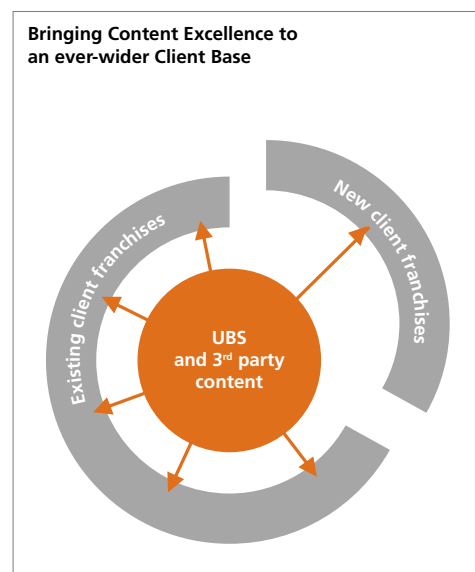 Bringing Content Excellence to
an ever-wider Client Base
New client franchises
Existing client franchises
UBS
and 3rd party
content